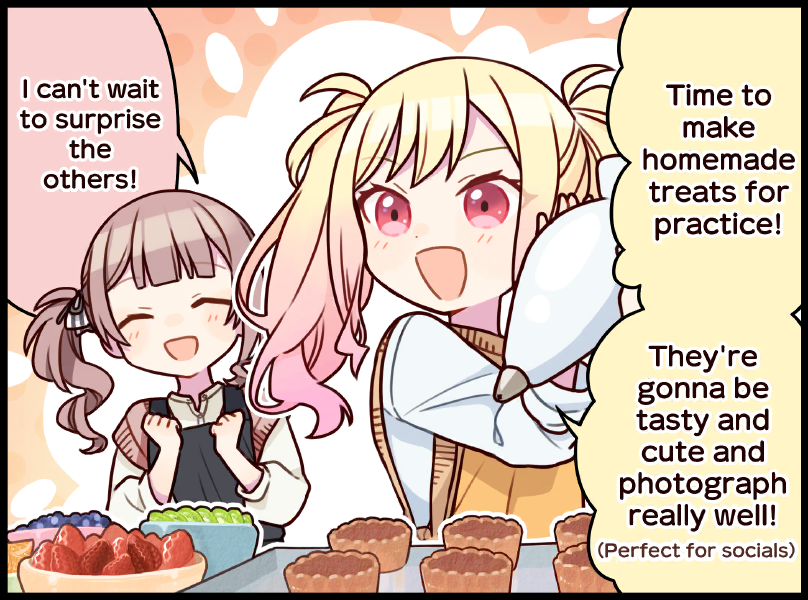 I can't wait
to surprise
the
others!
Time to
make
homemade
treats for
practice!
They're
gonna be
tasty and
cute and
photograph
really well!
(Perfect for socials)